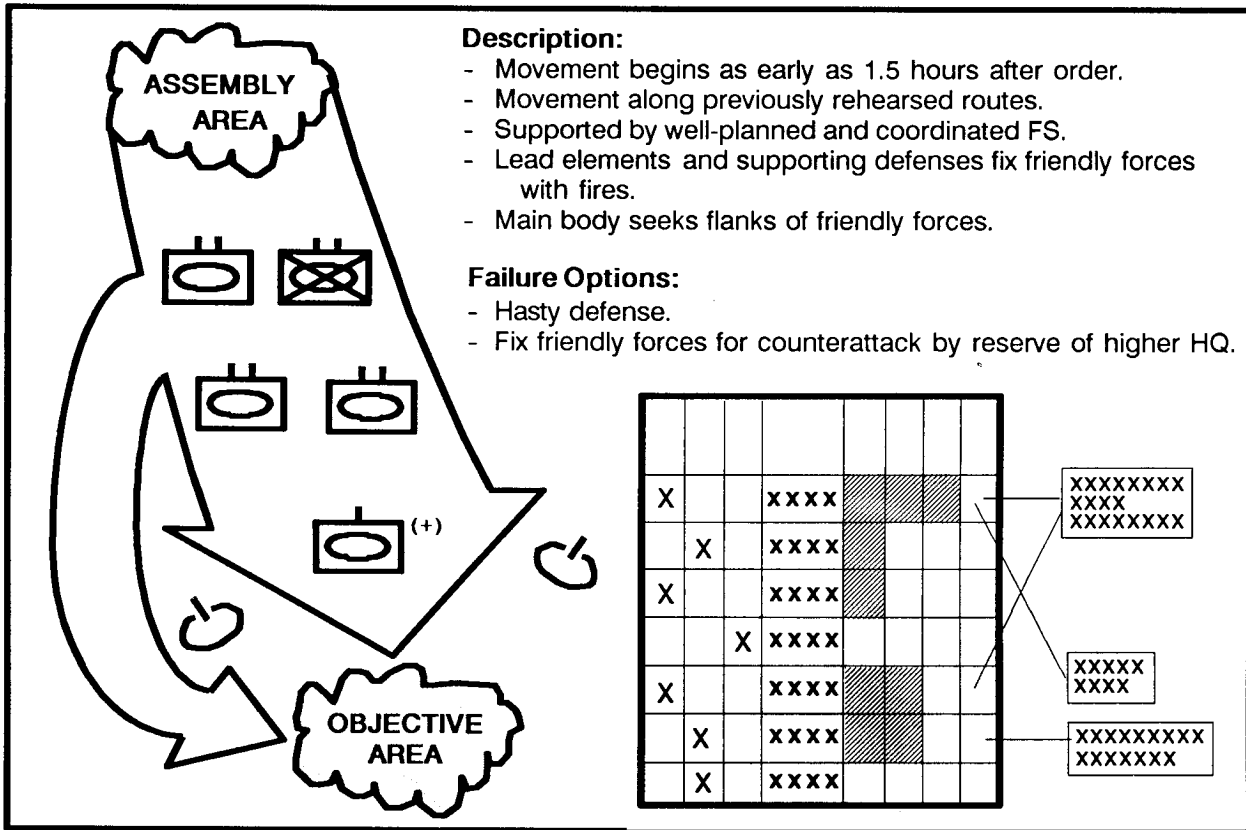 ASSEMBLY
AREA
(+)
OBJECTIVE
AREA
Description:
- Movement begins as early as 1.5 hours after order.
- Movement along previously rehearsed routes.
- Supported by well-planned and coordinated FS.
- Lead elements and supporting defenses fix friendly forces
with fires.
- Main body seeks flanks of friendly forces.
Failure Options:
- Hasty defense.
- Fix friendly forces for counterattack by reserve of higher HQ.
X xxxx
X xxxx
X xxxx
X xxxx
X xxxx
X xxxx
X xxxx
xxxxxxxx
xxxx
xxxxxxxx
xxxxx
xxxx
xxxxxxxxx
xxxxxxx